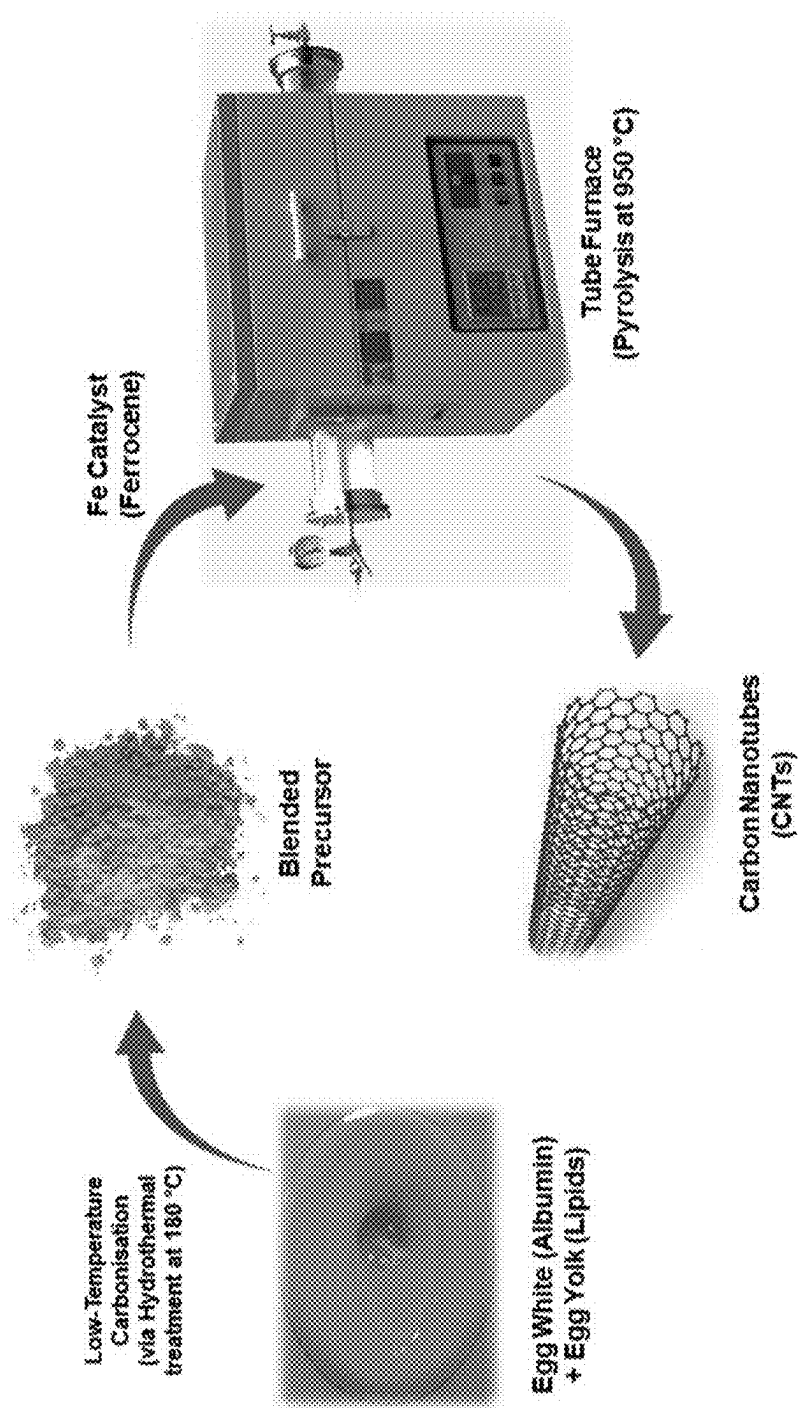 Low-Temperature
Carbonisation
(via Hydrothermal
treatment at 180 °C)
Egg White (Albumin)
+ Egg Yolk (Lipids)
Blended
Precursor
Fe Catalyst
(Ferrocene)
Tube Furnace
(Pyrolysis at 950 °C)
Carbon Nanotubes
(CNTs)